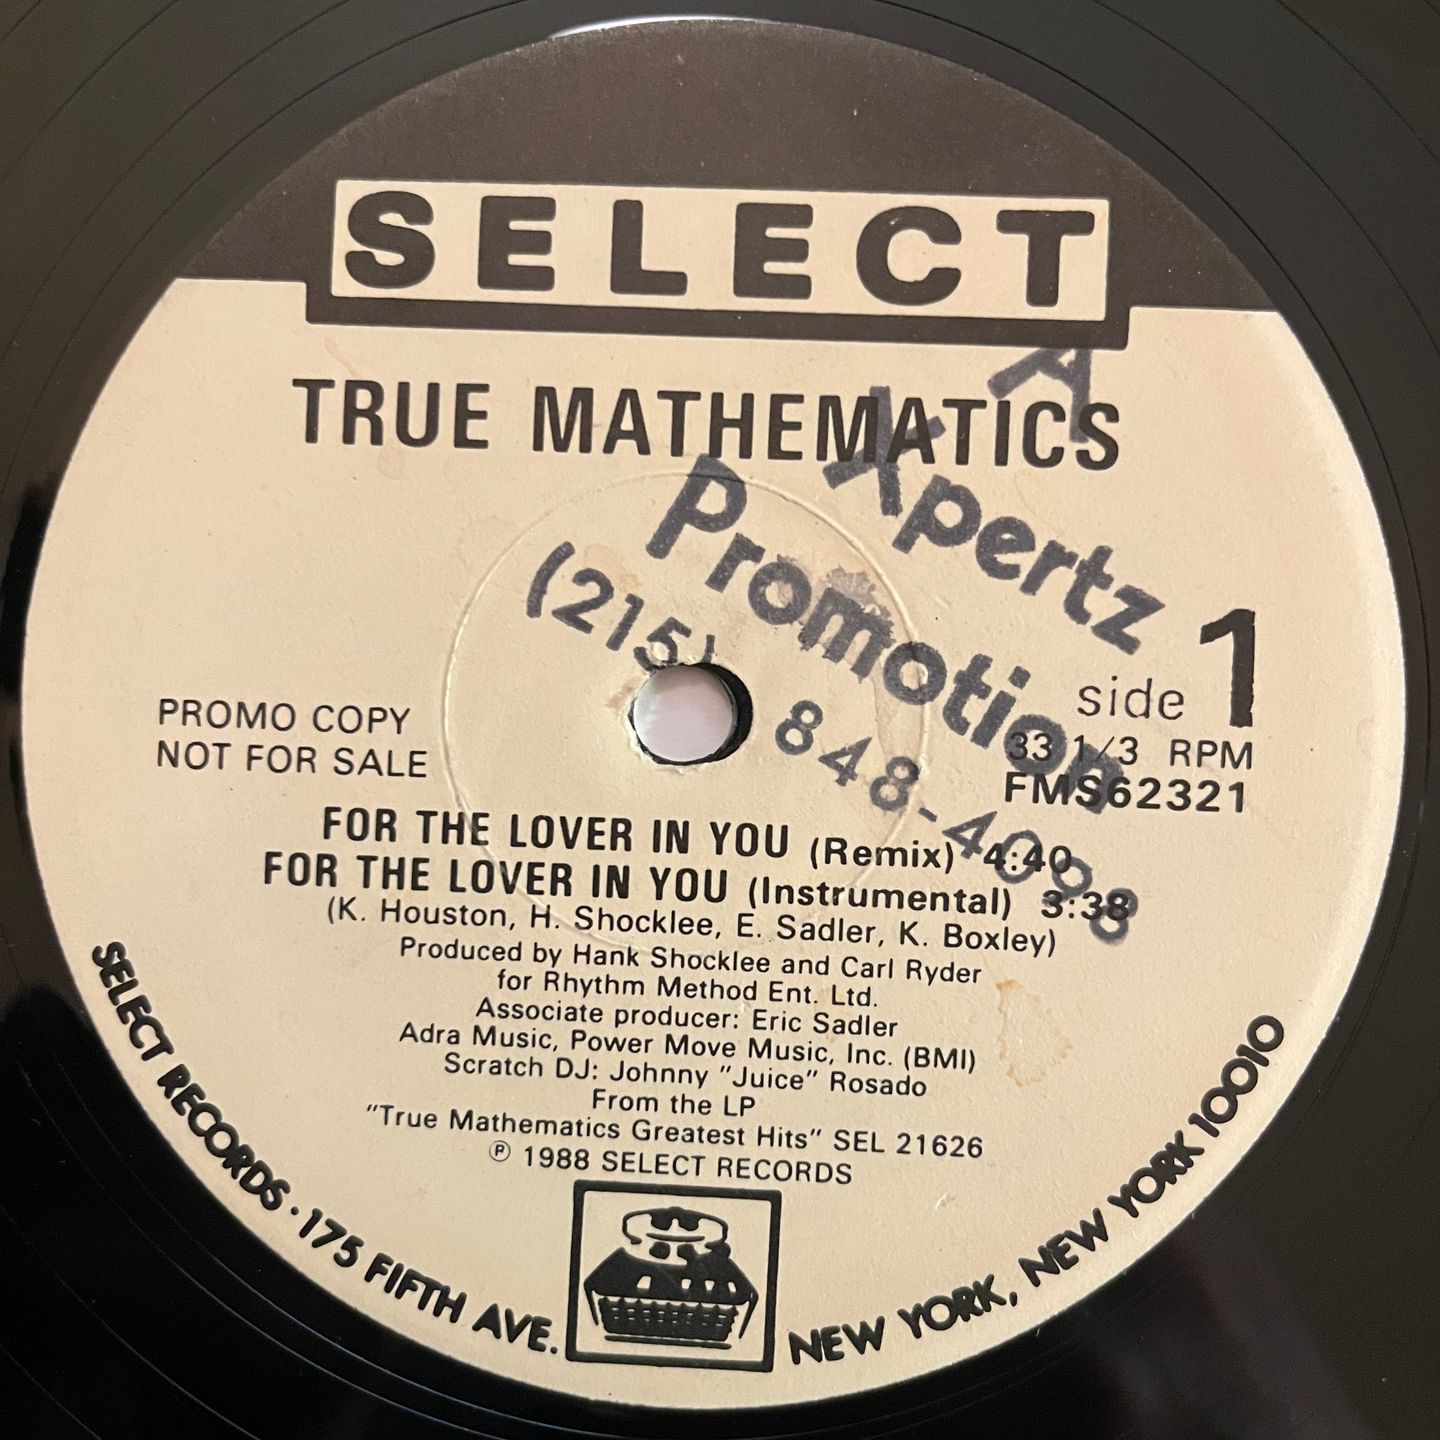 SELECT
TRUE MATHEMATICS
A
Xpertz
Promotion
(215) 848-4098
side 1
33 1/3 RPM
FMS62321
PROMO COPY
NOT FOR SALE
FOR THE LOVER IN YOU (Remix) 4:40
FOR THE LOVER IN YOU (Instrumental) 3:38
(K. Houston, H. Shocklee, E. Sadler, K. Boxley)
Produced by Hank Shocklee and Carl Ryder
for Rhythm Method Ent. Ltd.
Associate producer: Eric Sadler
Adra Music, Power Move Music, Inc. (BMI)
Scratch DJ: Johnny "Juice" Rosado
From the LP
"True Mathematics Greatest Hits" SEL 21626
℗ 1988 SELECT RECORDS
SELECT RECORDS · 175 FIFTH AVE. NEW YORK, NEW YORK 10010